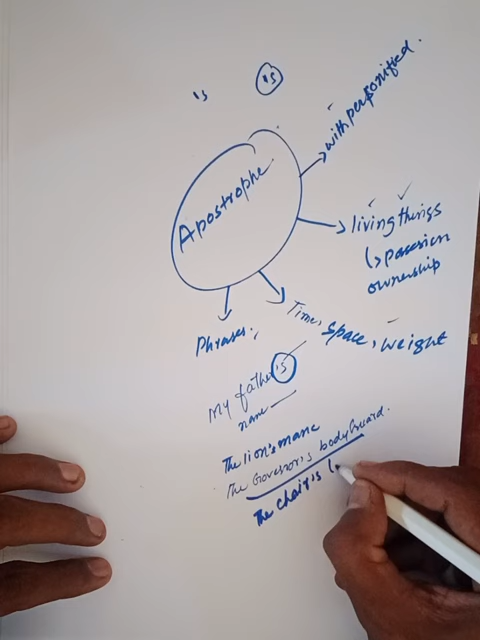 's 's
with personified.
Apostrophe
living things
↳ possession
ownership
Time, space, weight
Phrases,
My father's
name
The lion's mane
The Governor's bodyguard.
The chair's l